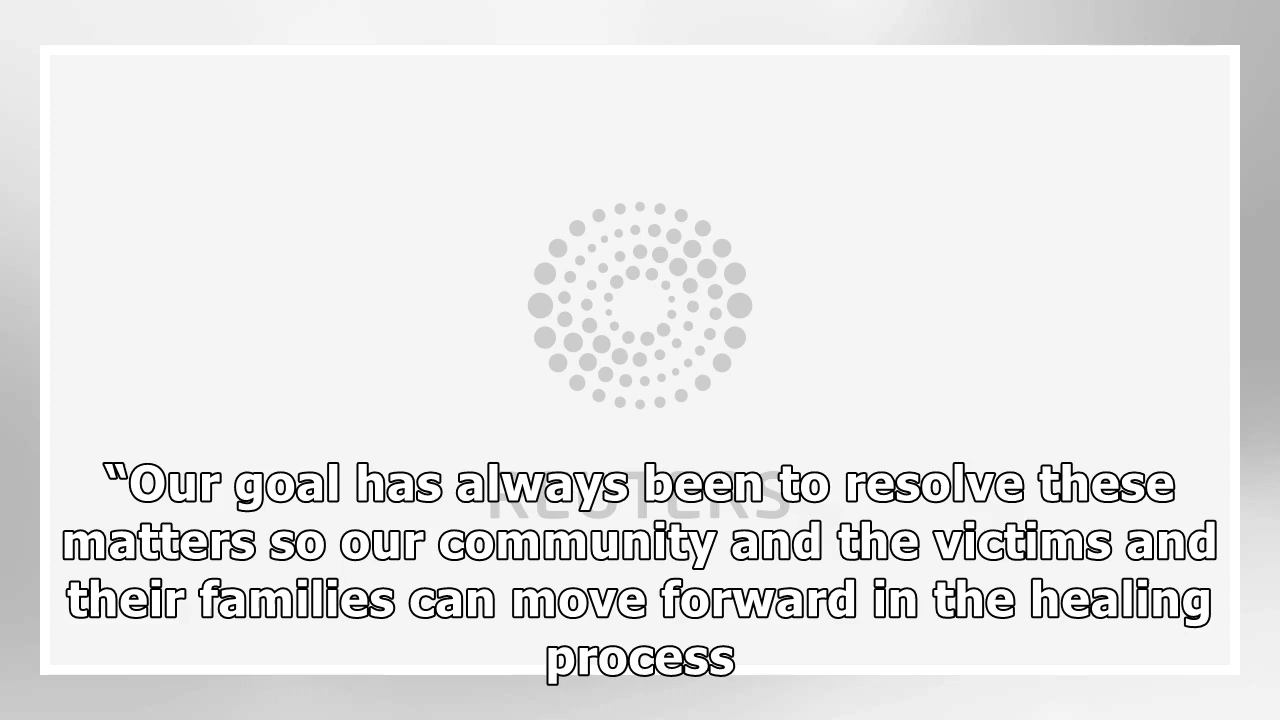 “Our goal has always been to resolve these
matters so our community and the victims and
their families can move forward in the healing
process
REUTERS